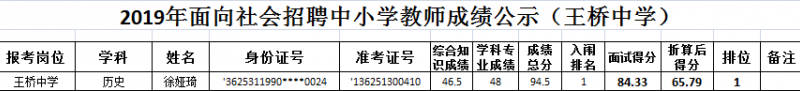 2019年面向社会招聘中小学教师成绩公示（王桥中学）
报考岗位 学科 姓名 身份证号 准考证号 综合知识成绩 学科专业成绩 成绩总分 入闱排名 面试得分 折算后得分 排位 备注
王桥中学 历史 徐娅琦 '3625311990****0024 '136251300410 46.5 48 94.5 1 84.33 65.79 1